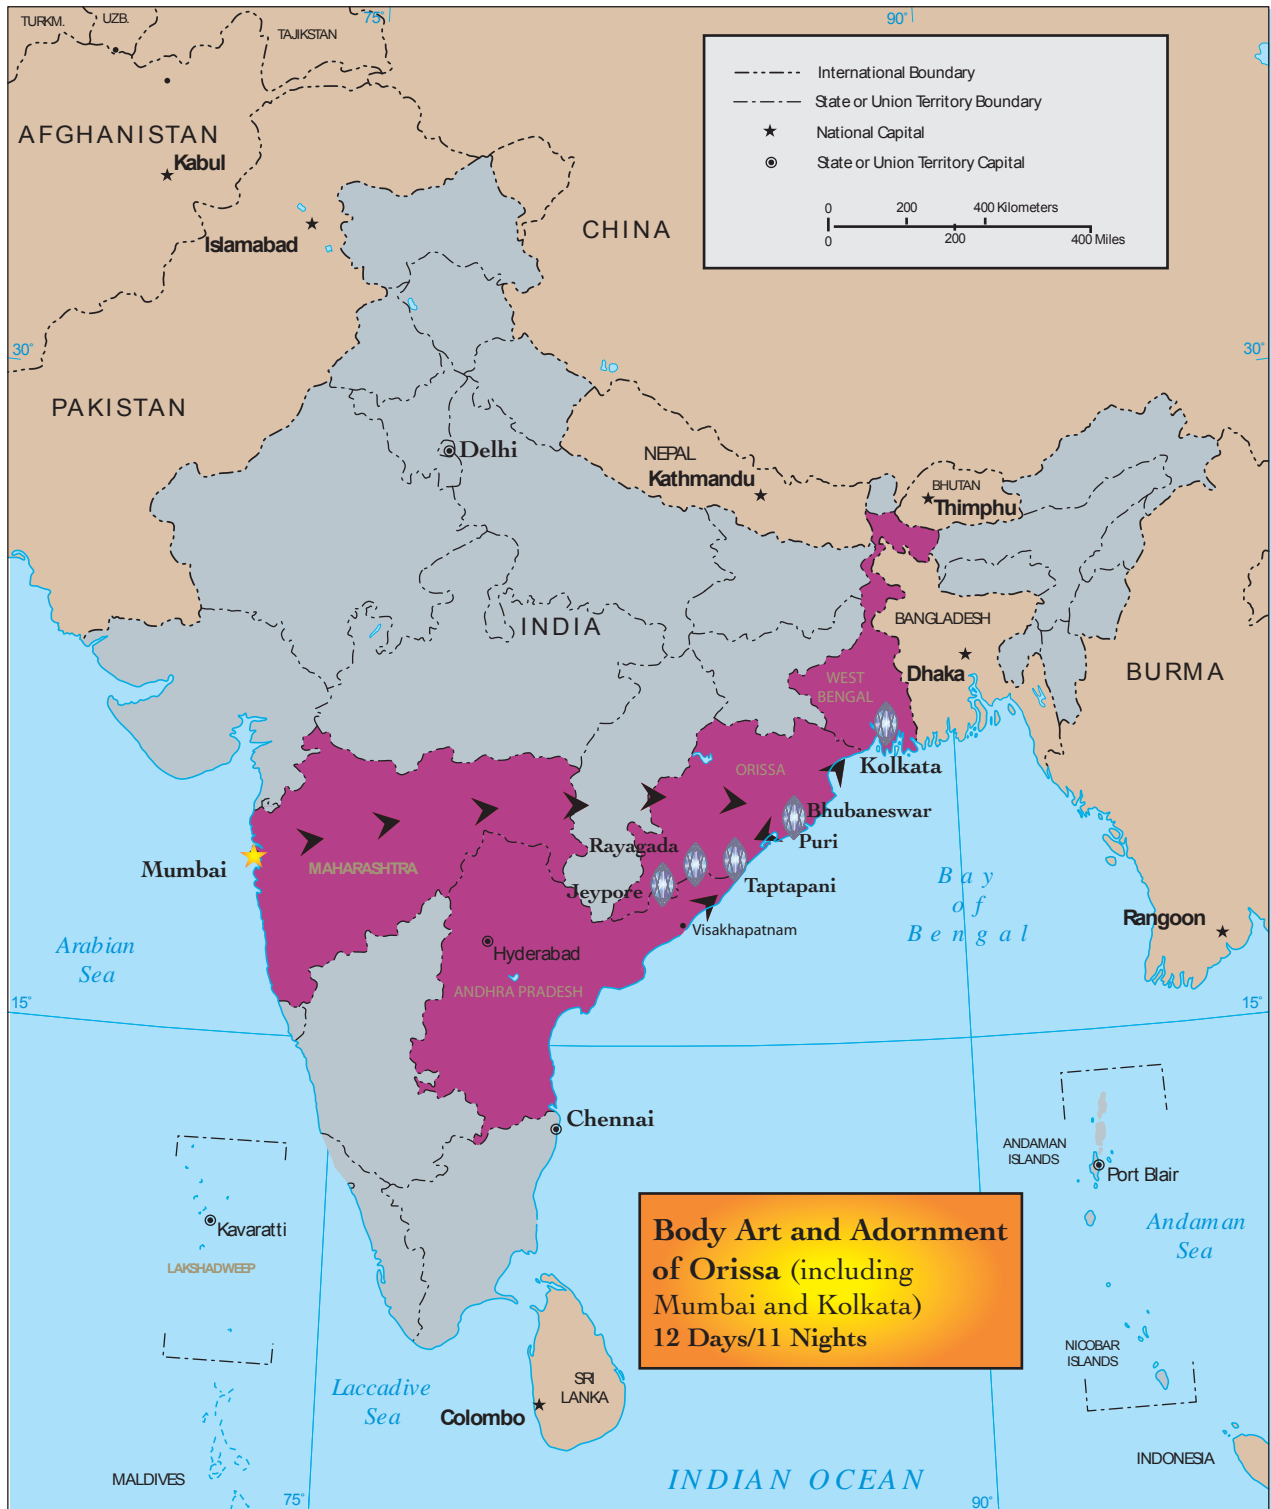 75°
90°
TURKM.
UZB.
TAJIKSTAN
International Boundary
State or Union Territory Boundary
National Capital
State or Union Territory Capital
0 200 400 Kilometers
0 200 400 Miles
AFGHANISTAN
Kabul
Islamabad
CHINA
30°
30°
PAKISTAN
Delhi
NEPAL
Kathmandu
BHUTAN
Thimphu
INDIA
BANGLADESH
Dhaka
BURMA
WEST
BENGAL
Kolkata
ORISSA
Bhubaneswar
Puri
Rayagada
Mumbai
MAHARASHTRA
Jeypore
Taptapani
Bay
of
Bengal
Rangoon
Visakhapatnam
Arabian
Sea
Hyderabad
ANDHRA PRADESH
15°
15°
Chennai
ANDAMAN
ISLANDS
Port Blair
Kavaratti
LAKSHADWEEP
Body Art and Adornment
of Orissa (including
Mumbai and Kolkata)
12 Days/11 Nights
Andaman
Sea
NICOBAR
ISLANDS
Laccadive
Sea
SRI
LANKA
Colombo
INDONESIA
MALDIVES
INDIAN OCEAN
75°
90°